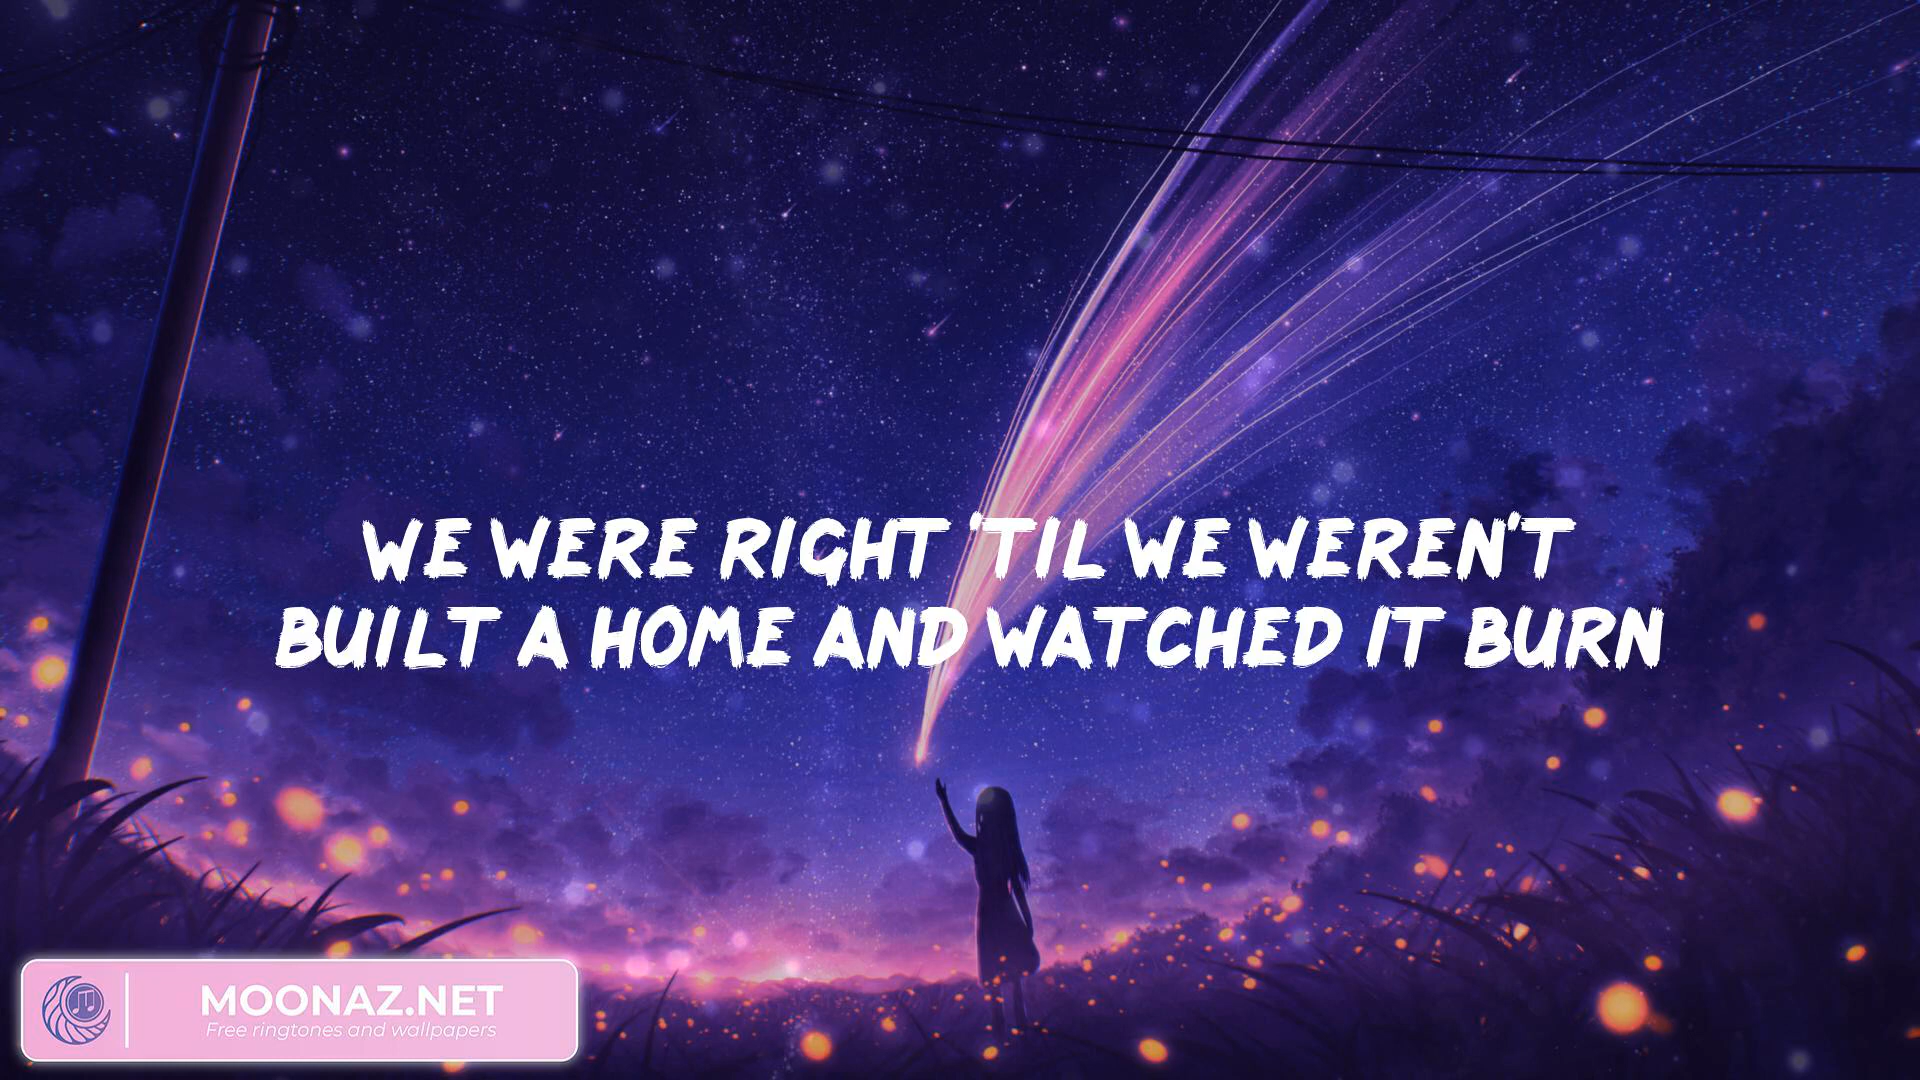 WE WERE RIGHT 'TIL WE WEREN'T
BUILT A HOME AND WATCHED IT BURN
MOONAZ.NET
Free ringtones and wallpapers